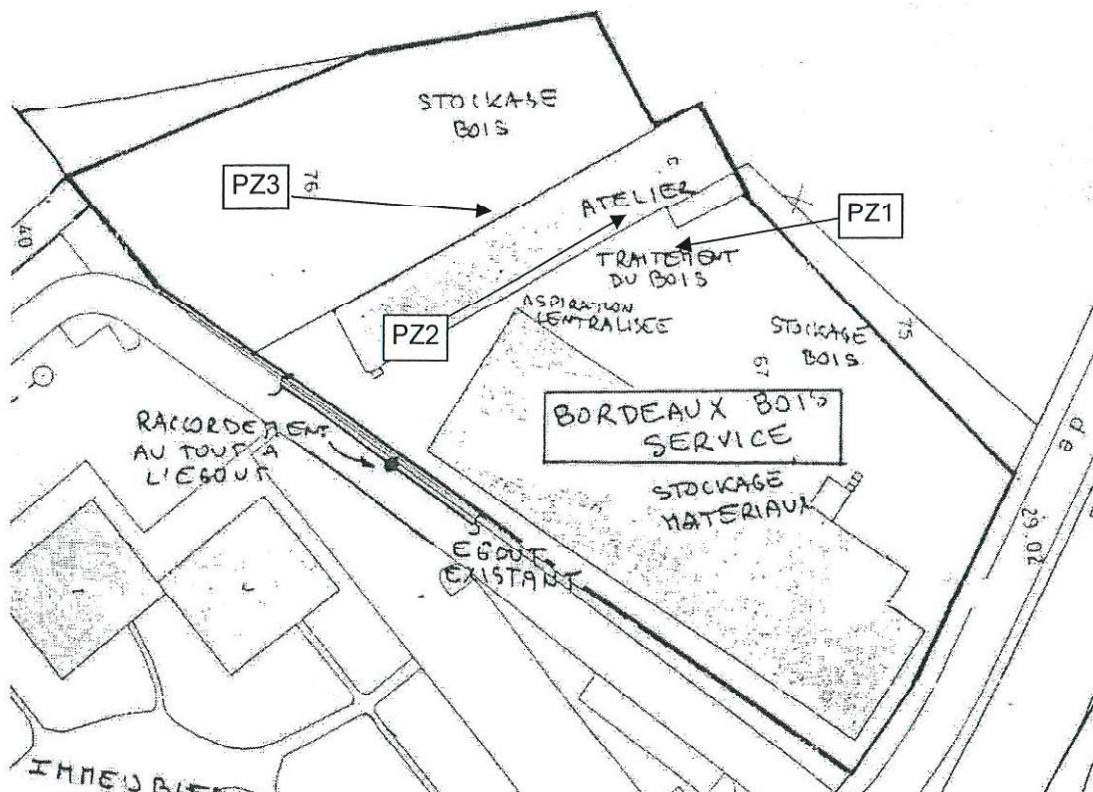 STOCKAGE
BOIS
PZ3
76
ATELIER
PZ1
40
TRAITEMENT
DU BOIS
ASPIRATION
CENTRALISEE
PZ2
STOCKAGE
BOIS
75
67
BORDEAUX BOIS
SERVICE
de
RACCORDEMENT
AU TOUT A
L'EGOUT
STOCKAGE
MATERIAUX
29.02
EGOUT
EXISTANT